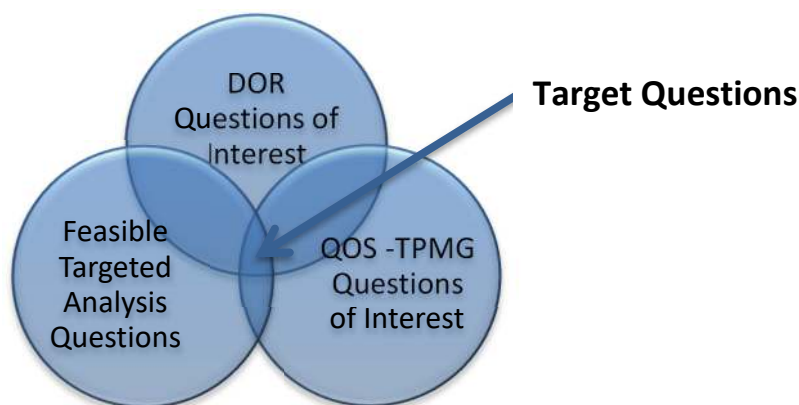 DOR
Questions of
Interest
Target Questions
Feasible
Targeted
Analysis
Questions
QOS -TPMG
Questions
of Interest